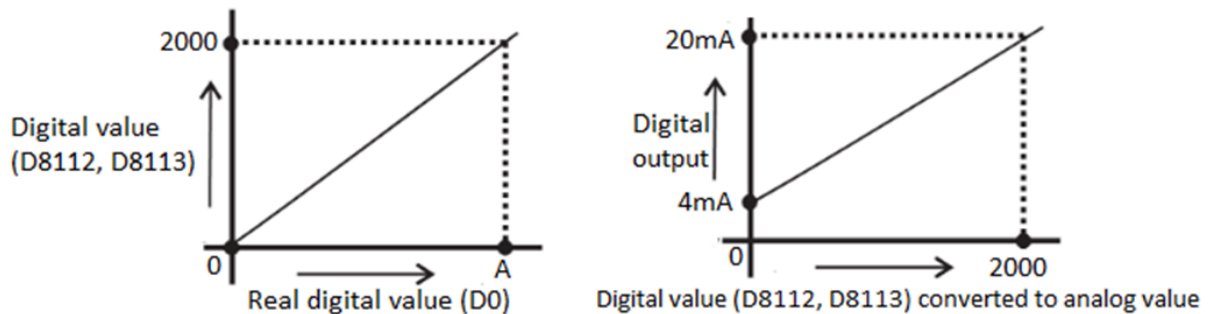 2000
Digital value
(D8112, D8113)
0
A
Real digital value (D0)
20mA
Digital
output
4mA
0
2000
Digital value (D8112, D8113) converted to analog value